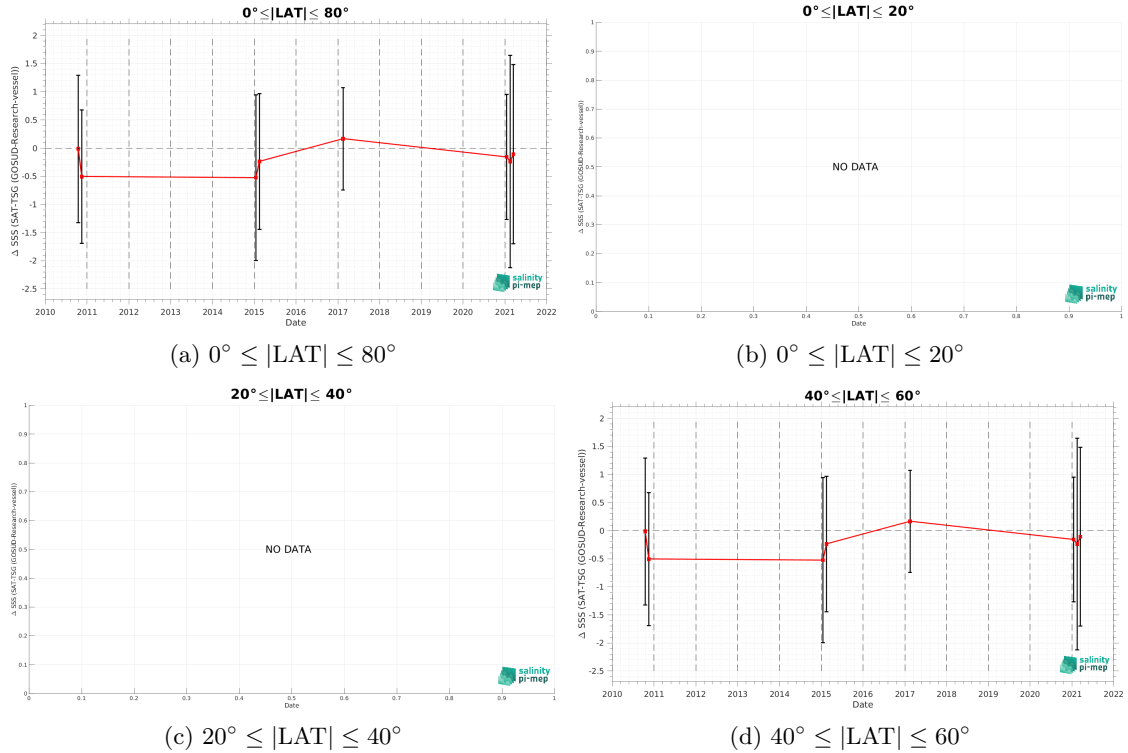 0°≤|LAT|≤ 80°
Δ SSS (SAT-TSG (GOSUD-Research-vessel))
2
1.5
1
0.5
0
-0.5
-1
-1.5
-2
-2.5
2010 2011 2012 2013 2014 2015 2016 2017 2018 2019 2020 2021 2022
Date
salinity
pi-mep
(a) 0° ≤ |LAT| ≤ 80°
0°≤|LAT|≤ 20°
Δ SSS (SAT-TSG (GOSUD-Research-vessel))
1
0.9
0.8
0.7
0.6
0.5
0.4
0.3
0.2
0.1
0
NO DATA
0 0.1 0.2 0.3 0.4 0.5 0.6 0.7 0.8 0.9 1
Date
salinity
pi-mep
(b) 0° ≤ |LAT| ≤ 20°
20°≤|LAT|≤ 40°
Δ SSS (SAT-TSG (GOSUD-Research-vessel))
1
0.9
0.8
0.7
0.6
0.5
0.4
0.3
0.2
0.1
0
NO DATA
0 0.1 0.2 0.3 0.4 0.5 0.6 0.7 0.8 0.9 1
Date
salinity
pi-mep
(c) 20° ≤ |LAT| ≤ 40°
40°≤|LAT|≤ 60°
Δ SSS (SAT-TSG (GOSUD-Research-vessel))
2
1.5
1
0.5
0
-0.5
-1
-1.5
-2
-2.5
2010 2011 2012 2013 2014 2015 2016 2017 2018 2019 2020 2021 2022
Date
salinity
pi-mep
(d) 40° ≤ |LAT| ≤ 60°